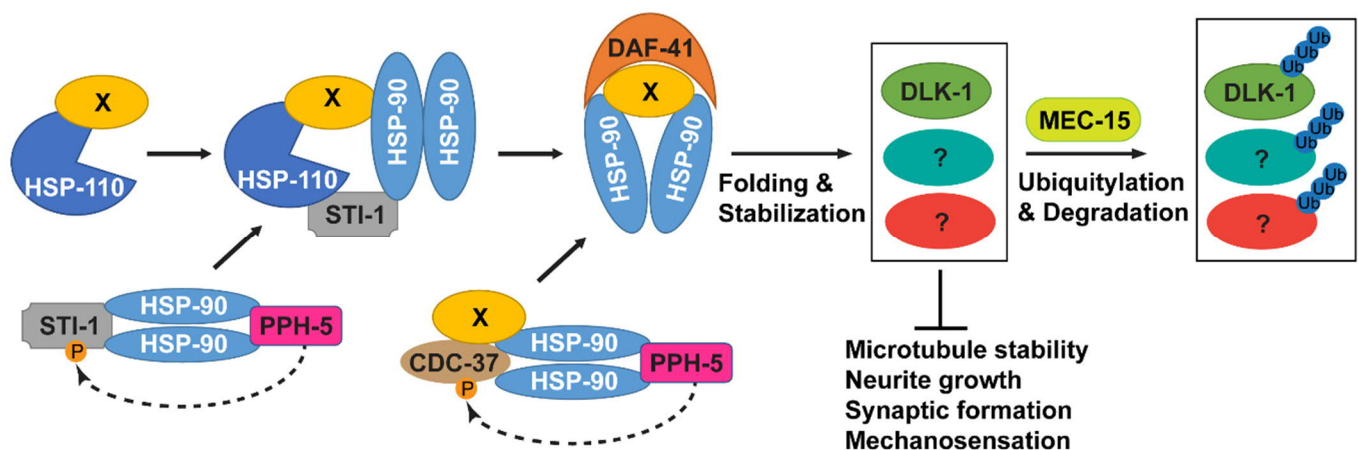 X
HSP-110
X
HSP-110
STI-1
HSP-90
HSP-90
DAF-41
X
HSP-90
HSP-90
Folding &
Stabilization
DLK-1
?
?
MEC-15
Ubiquitylation
& Degradation
DLK-1
Ub
Ub
Ub
?
Ub
Ub
Ub
?
Ub
Ub
Ub
STI-1
P
HSP-90
HSP-90
PPH-5
X
CDC-37
P
HSP-90
HSP-90
PPH-5
Microtubule stability
Neurite growth
Synaptic formation
Mechanosensation